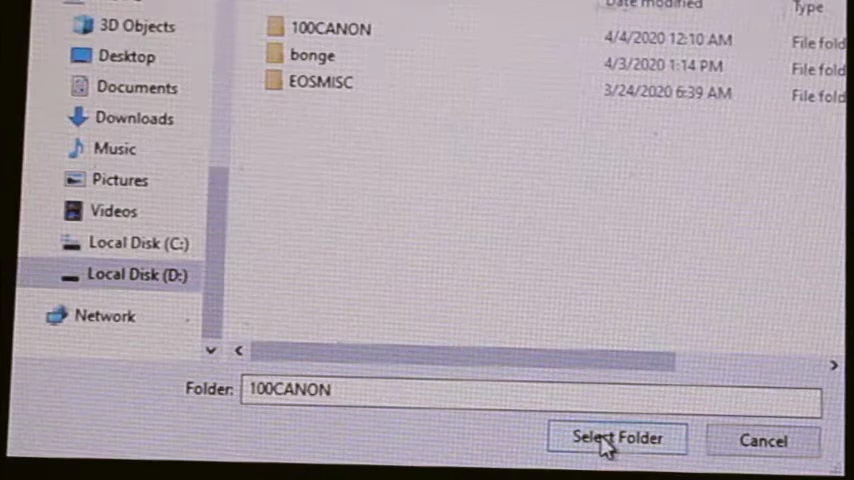 Date modified Type
3D Objects
Desktop
Documents
Downloads
Music
Pictures
Videos
Local Disk (C:)
Local Disk (D:)
Network
100CANON 4/4/2020 12:10 AM File fold
bonge 4/3/2020 1:14 PM File fold
EOSMISC 3/24/2020 6:39 AM File fold
Folder: 100CANON
Select Folder Cancel